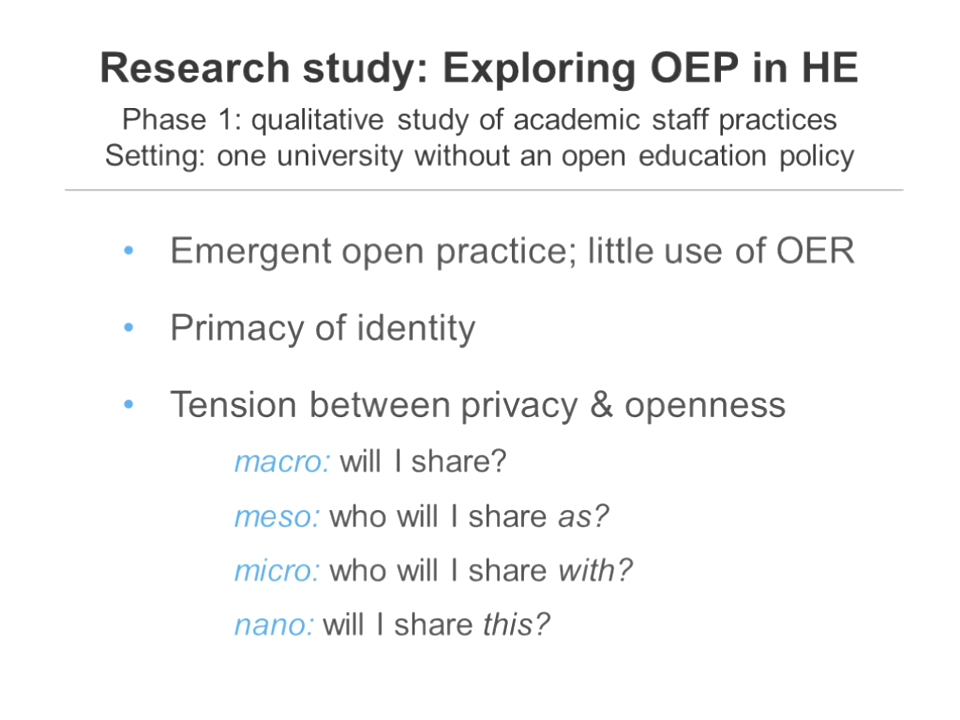 Research study: Exploring OEP in HE
Phase 1: qualitative study of academic staff practices
Setting: one university without an open education policy
• Emergent open practice; little use of OER
• Primacy of identity
• Tension between privacy & openness
macro: will I share?
meso: who will I share as?
micro: who will I share with?
nano: will I share this?